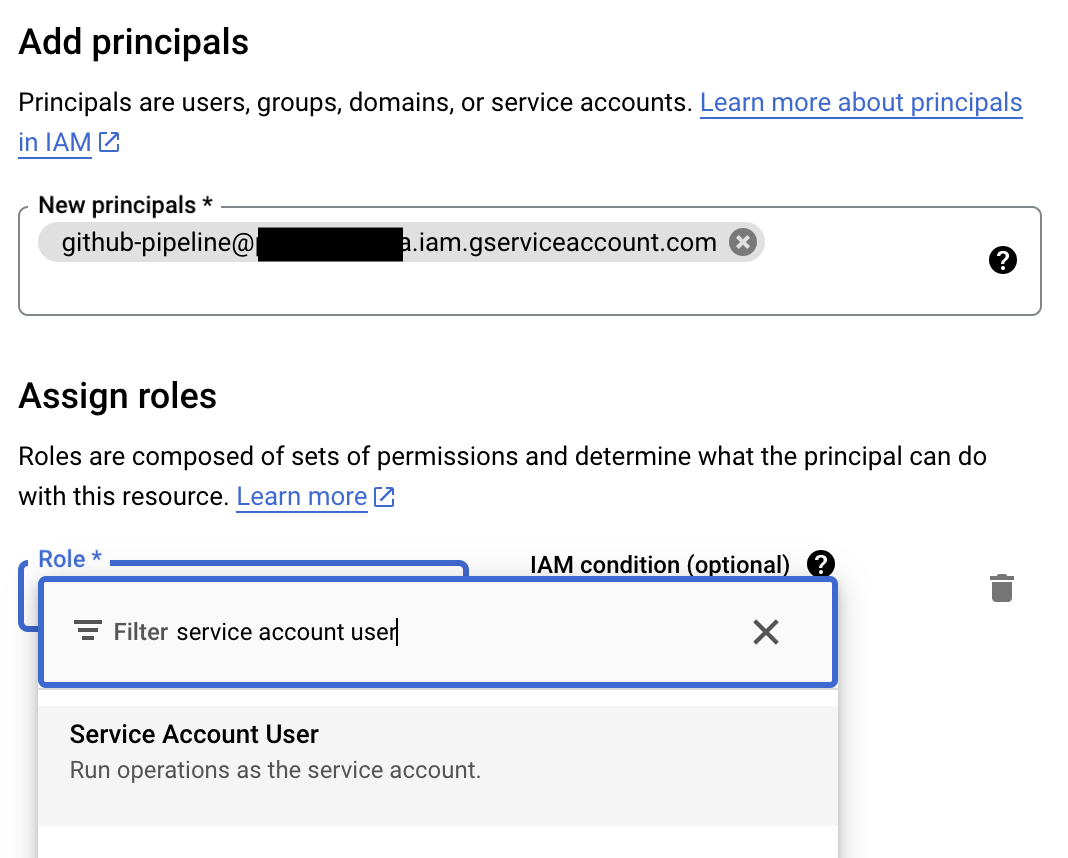 Add principals
Principals are users, groups, domains, or service accounts. Learn more about principals
in IAM
New principals *
github-pipeline@ a.iam.gserviceaccount.com
Assign roles
Roles are composed of sets of permissions and determine what the principal can do
with this resource. Learn more
Role *
IAM condition (optional)
Filter service account user
Service Account User
Run operations as the service account.